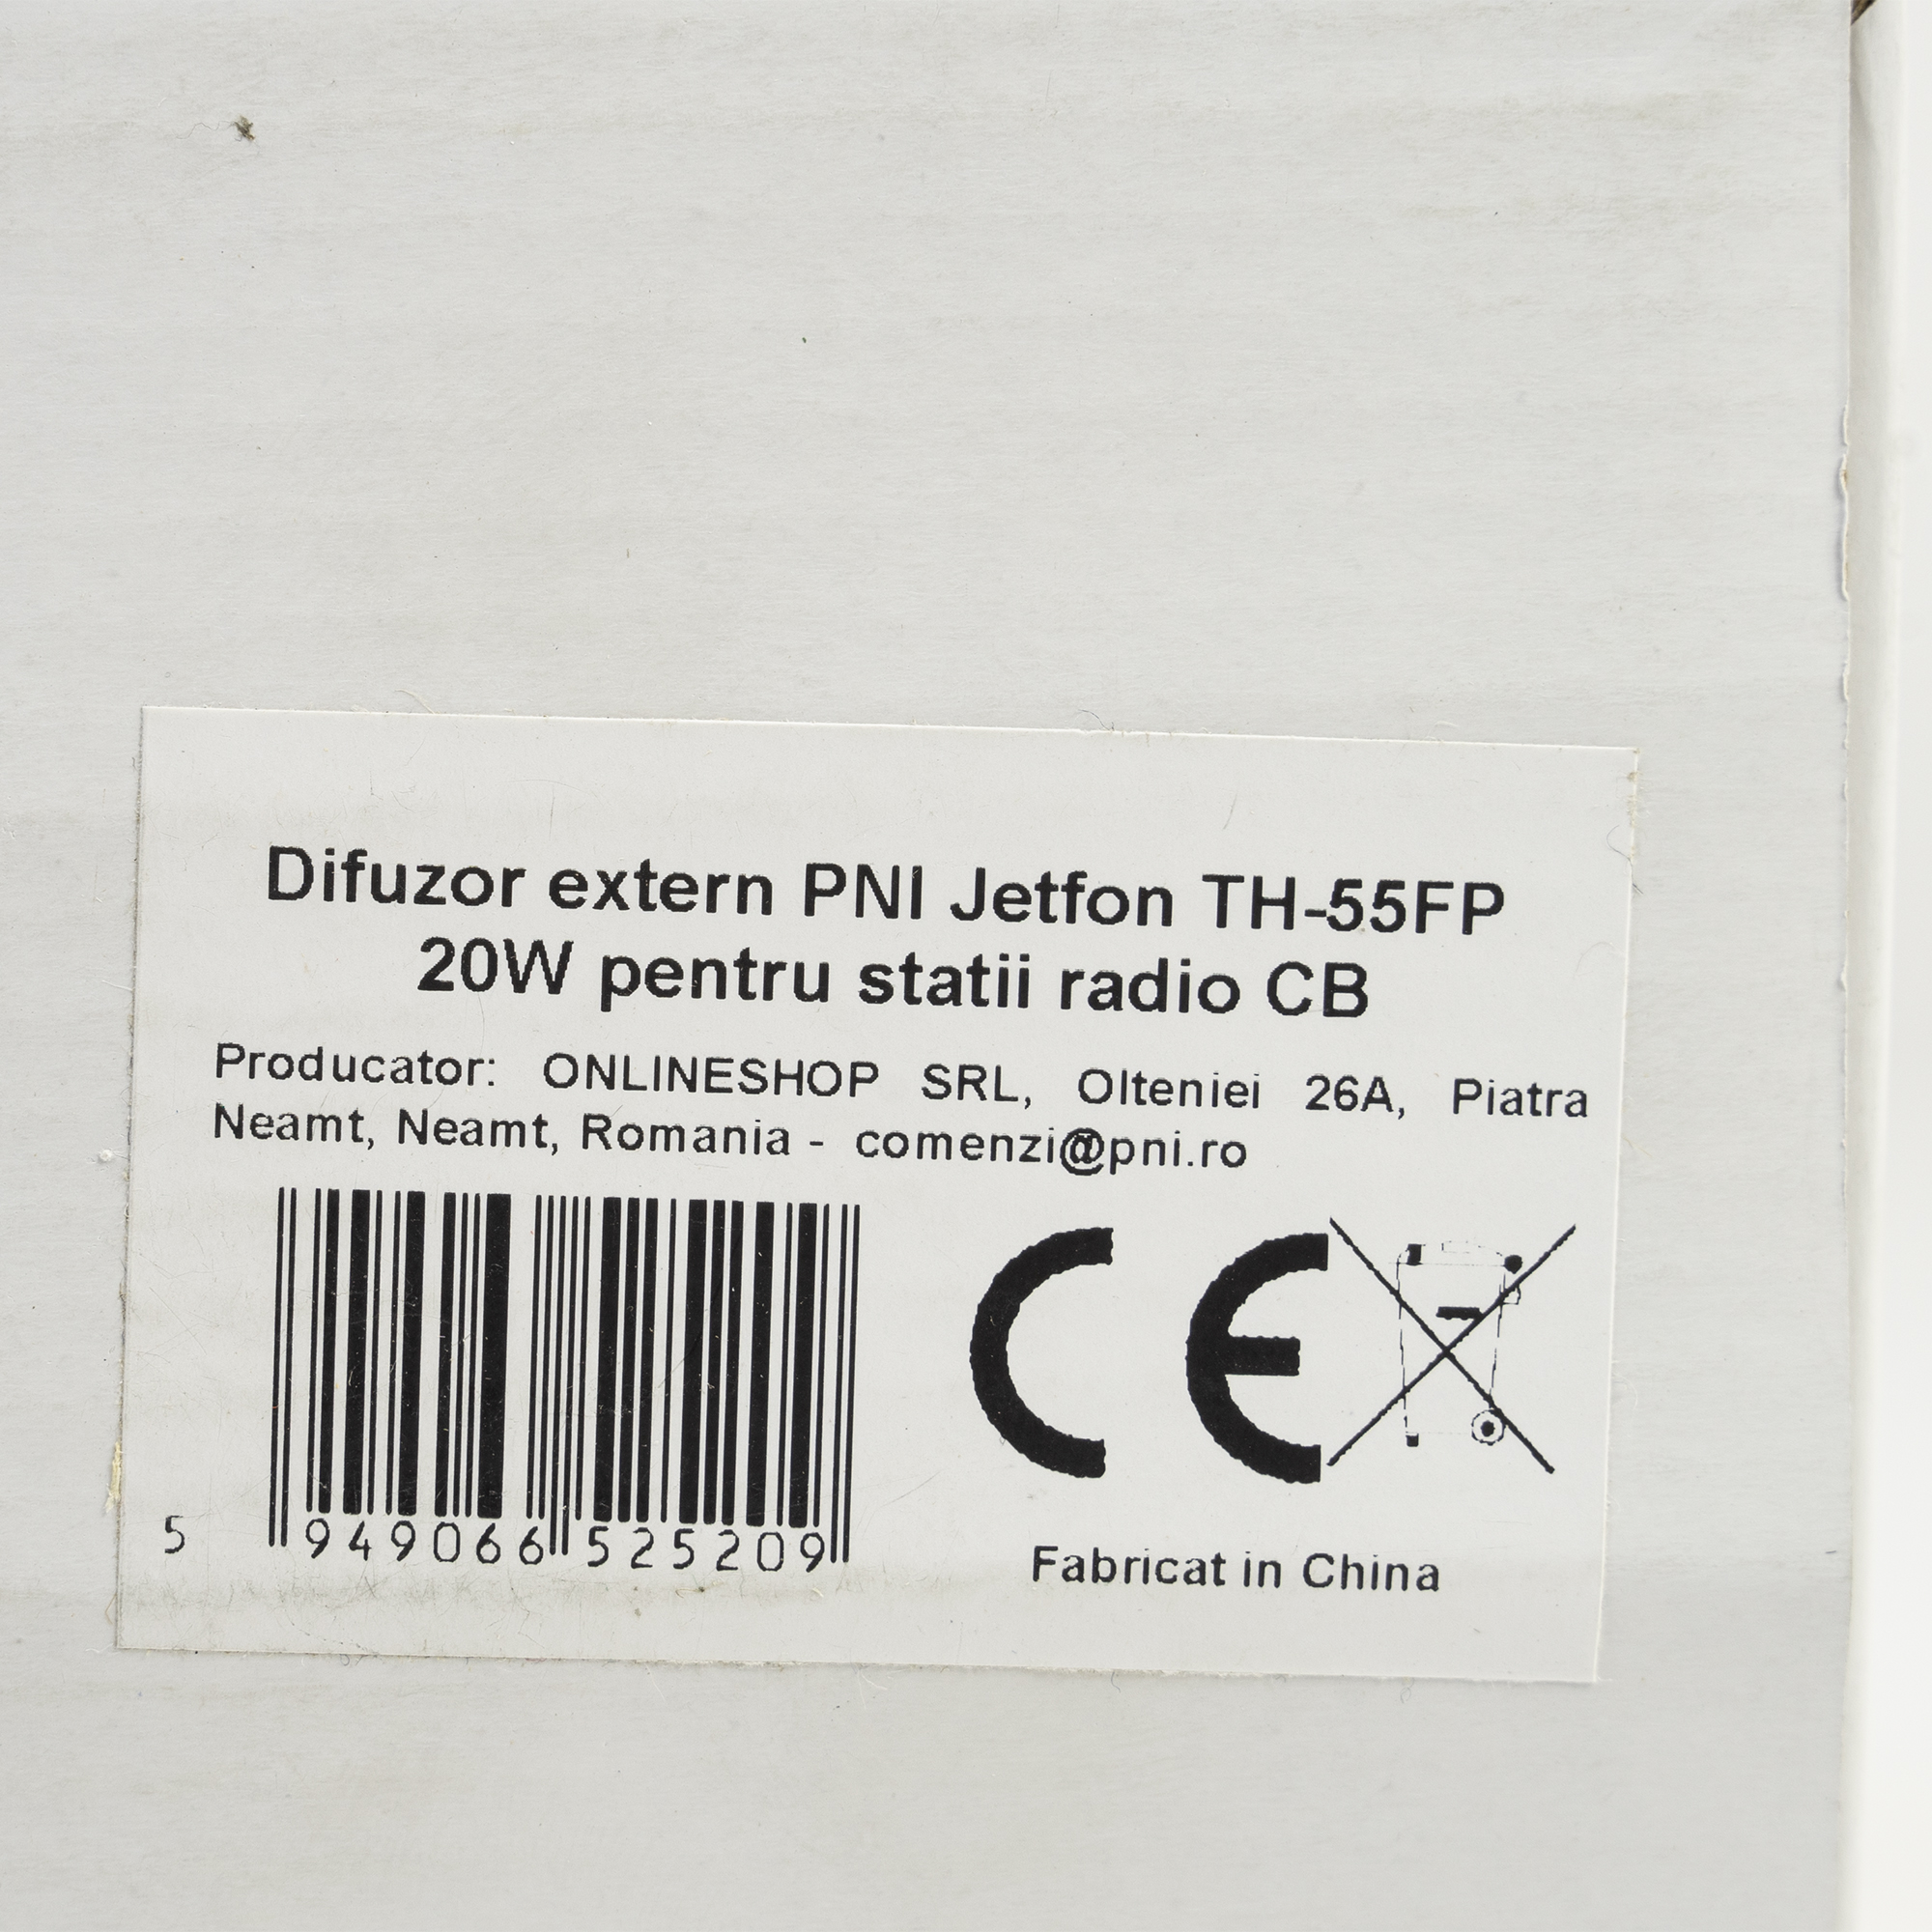 Difuzor extern PNI Jetfon TH-55FP
20W pentru statii radio CB
Producator: ONLINESHOP SRL, Olteniei 26A, Piatra
Neamt, Neamt, Romania - comenzi@pni.ro
CE
5 949066 525209
Fabricat in China